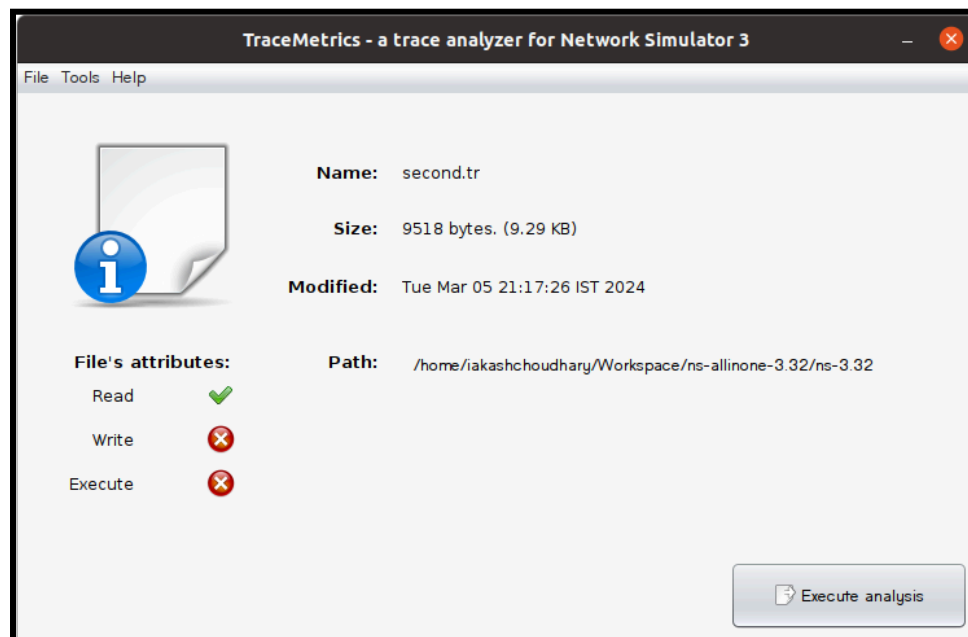 TraceMetrics - a trace analyzer for Network Simulator 3
File Tools Help
Name: second.tr
Size: 9518 bytes. (9.29 KB)
Modified: Tue Mar 05 21:17:26 IST 2024
File's attributes:
Path: /home/iakashchoudhary/Workspace/ns-allinone-3.32/ns-3.32
Read
Write
Execute
Execute analysis